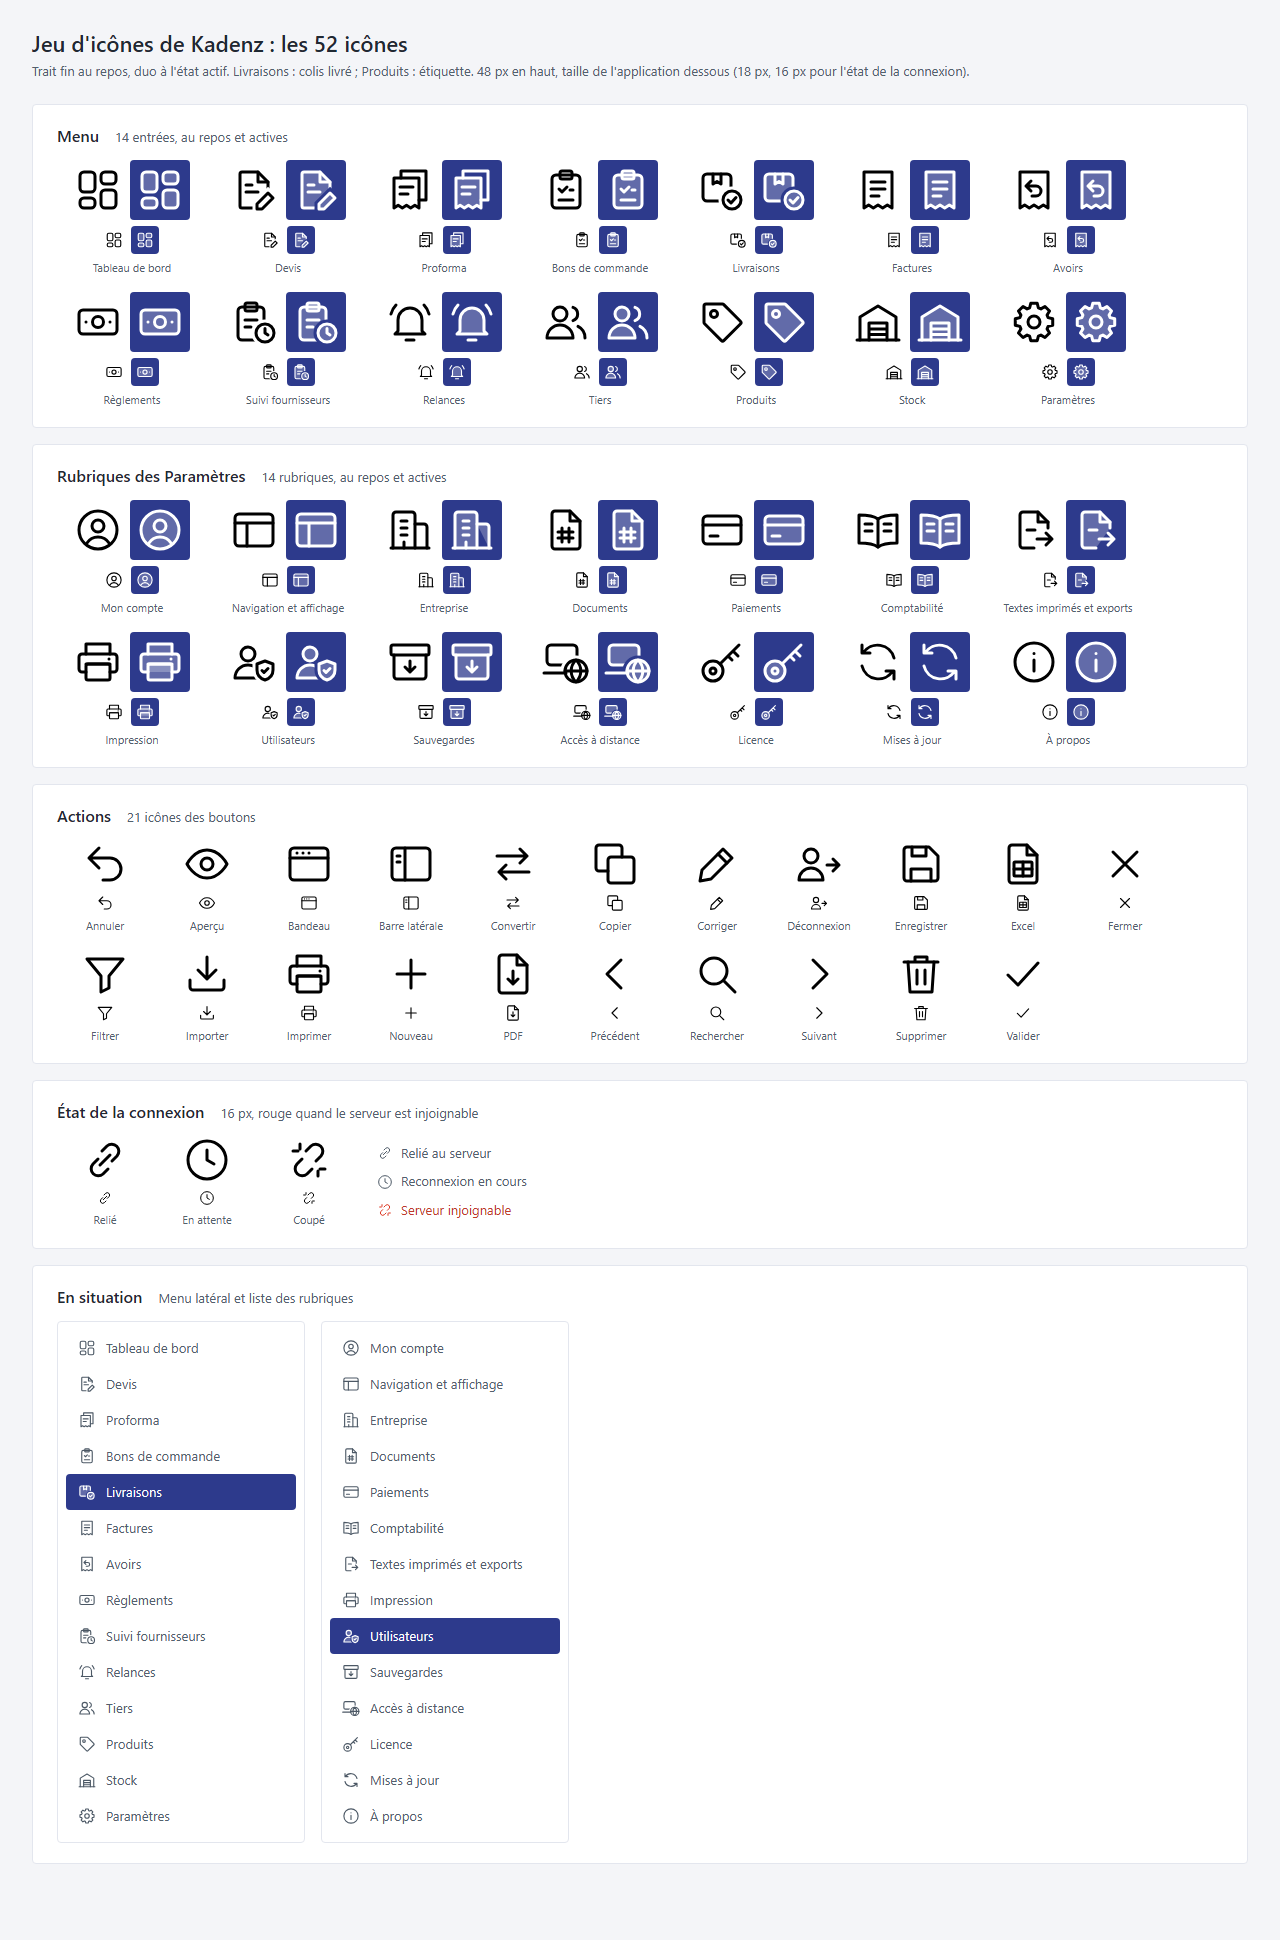 Jeu d'icônes de Kadenz : les 52 icônes
Trait fin au repos, duo à l'état actif. Livraisons : colis livré ; Produits : étiquette. 48 px en haut, taille de l'application dessous (18 px, 16 px pour l'état de la connexion).
Menu 14 entrées, au repos et actives
Tableau de bord Devis Proforma Bons de commande Livraisons Factures Avoirs
Règlements Suivi fournisseurs Relances Tiers Produits Stock Paramètres
Rubriques des Paramètres 14 rubriques, au repos et actives
Mon compte Navigation et affichage Entreprise Documents Paiements Comptabilité Textes imprimés et exports
Impression Utilisateurs Sauvegardes Accès à distance Licence Mises à jour À propos
Actions 21 icônes des boutons
Annuler Aperçu Bandeau Barre latérale Convertir Copier Corriger Déconnexion Enregistrer Excel Fermer
Filtrer Importer Imprimer Nouveau PDF Précédent Rechercher Suivant Supprimer Valider
État de la connexion 16 px, rouge quand le serveur est injoignable
Relié En attente Coupé
Relié au serveur
Reconnexion en cours
Serveur injoignable
En situation Menu latéral et liste des rubriques
Tableau de bord
Devis
Proforma
Bons de commande
Livraisons
Factures
Avoirs
Règlements
Suivi fournisseurs
Relances
Tiers
Produits
Stock
Paramètres
Mon compte
Navigation et affichage
Entreprise
Documents
Paiements
Comptabilité
Textes imprimés et exports
Impression
Utilisateurs
Sauvegardes
Accès à distance
Licence
Mises à jour
À propos